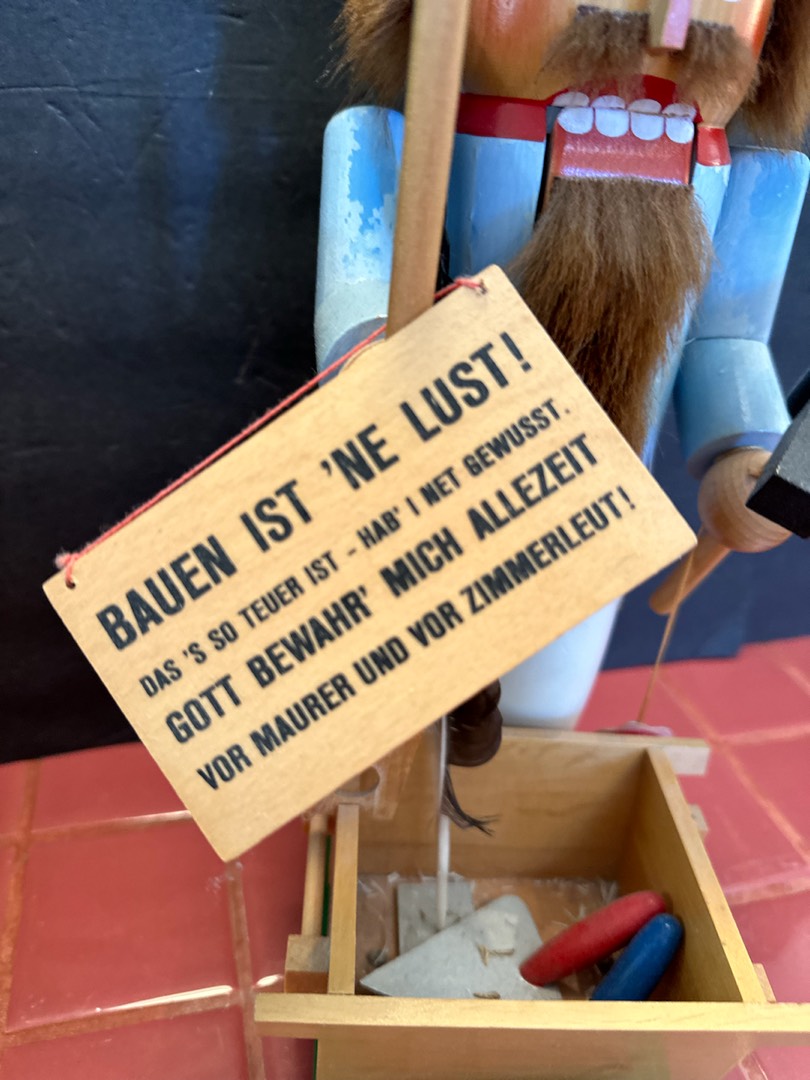 BAUEN IST 'NE LUST!
DAS 'S SO TEUER IST - HAB' I NET GEWUSST.
GOTT BEWAHR' MICH ALLEZEIT
VOR MAURER UND VOR ZIMMERLEUT!